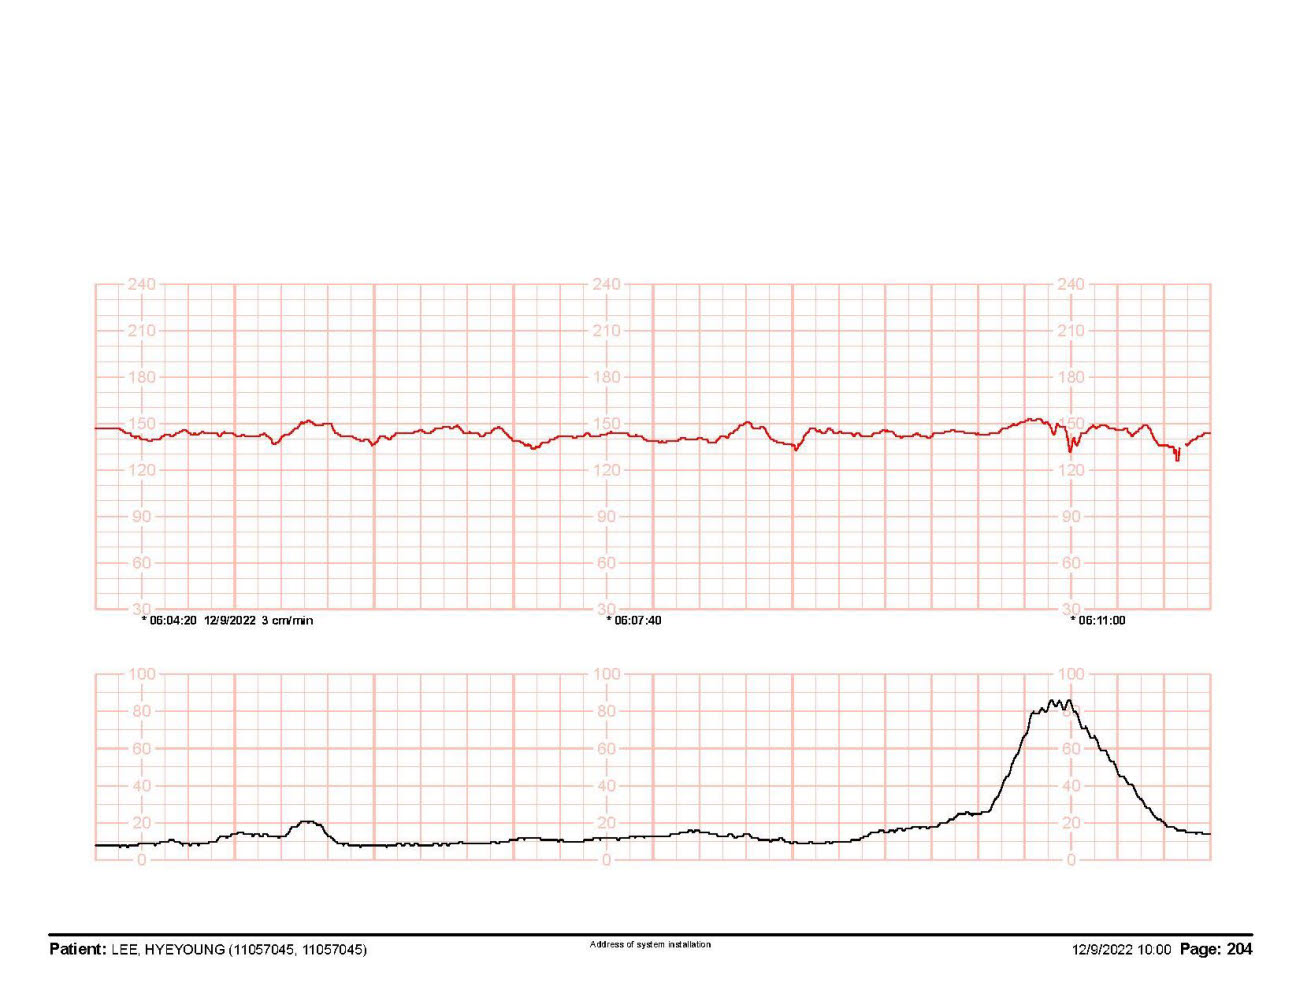 240 240 240
210 210 210
180 180 180
150 150 150
120 120 120
90 90 90
60 60 60
30 30 30
* 06:04:20 12/9/2022 3 cm/min * 06:07:40 * 06:11:00
100 100 100
80 80 80
60 60 60
40 40 40
20 20 20
0 0 0
Patient: LEE, HYEYOUNG (11057045, 11057045) Address of system installation 12/9/2022 10:00 Page: 204